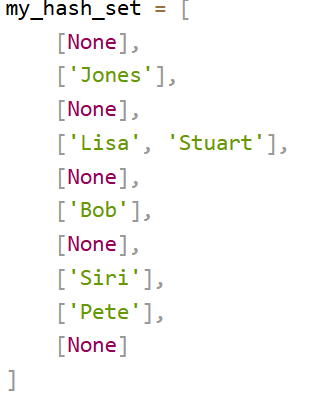 my_hash_set = [
    [None],
    ['Jones'],
    [None],
    ['Lisa', 'Stuart'],
    [None],
    ['Bob'],
    [None],
    ['Siri'],
    ['Pete'],
    [None]
]